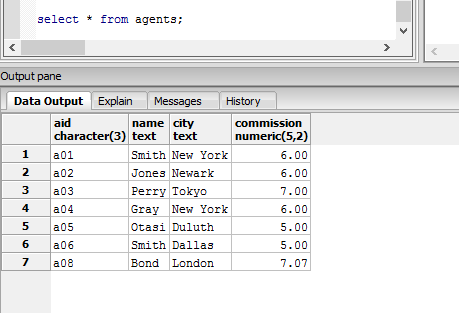 select * from agents;
Output pane
Data Output Explain Messages History
aid name city commission
character(3) text text numeric(5,2)
1 a01 Smith New York 6.00
2 a02 Jones Newark 6.00
3 a03 Perry Tokyo 7.00
4 a04 Gray New York 6.00
5 a05 Otasi Duluth 5.00
6 a06 Smith Dallas 5.00
7 a08 Bond London 7.07